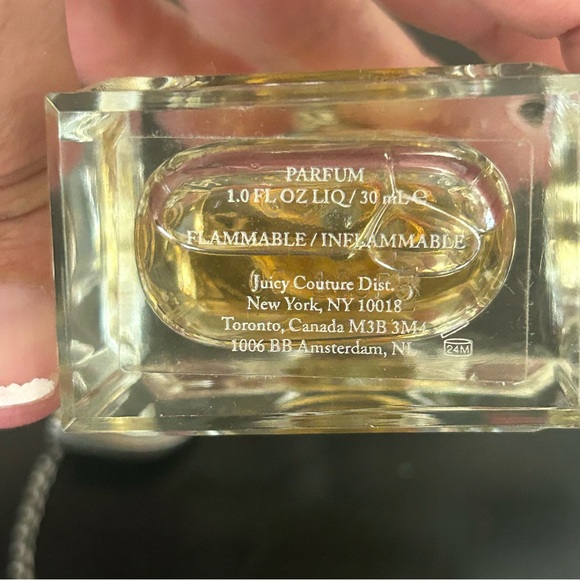 PARFUM
1.0 FL OZ LIQ / 30 mL ℮
FLAMMABLE / INFLAMMABLE
Juicy Couture Dist.
New York, NY 10018
Toronto, Canada M3B 3M4
1006 BB Amsterdam, NL
24M